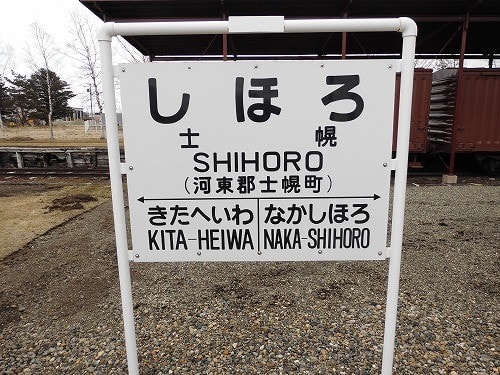 しほろ
士幌
SHIHORO
(河東郡士幌町)
きたへいわ なかしほろ
KITA-HEIWA NAKA-SHIHORO